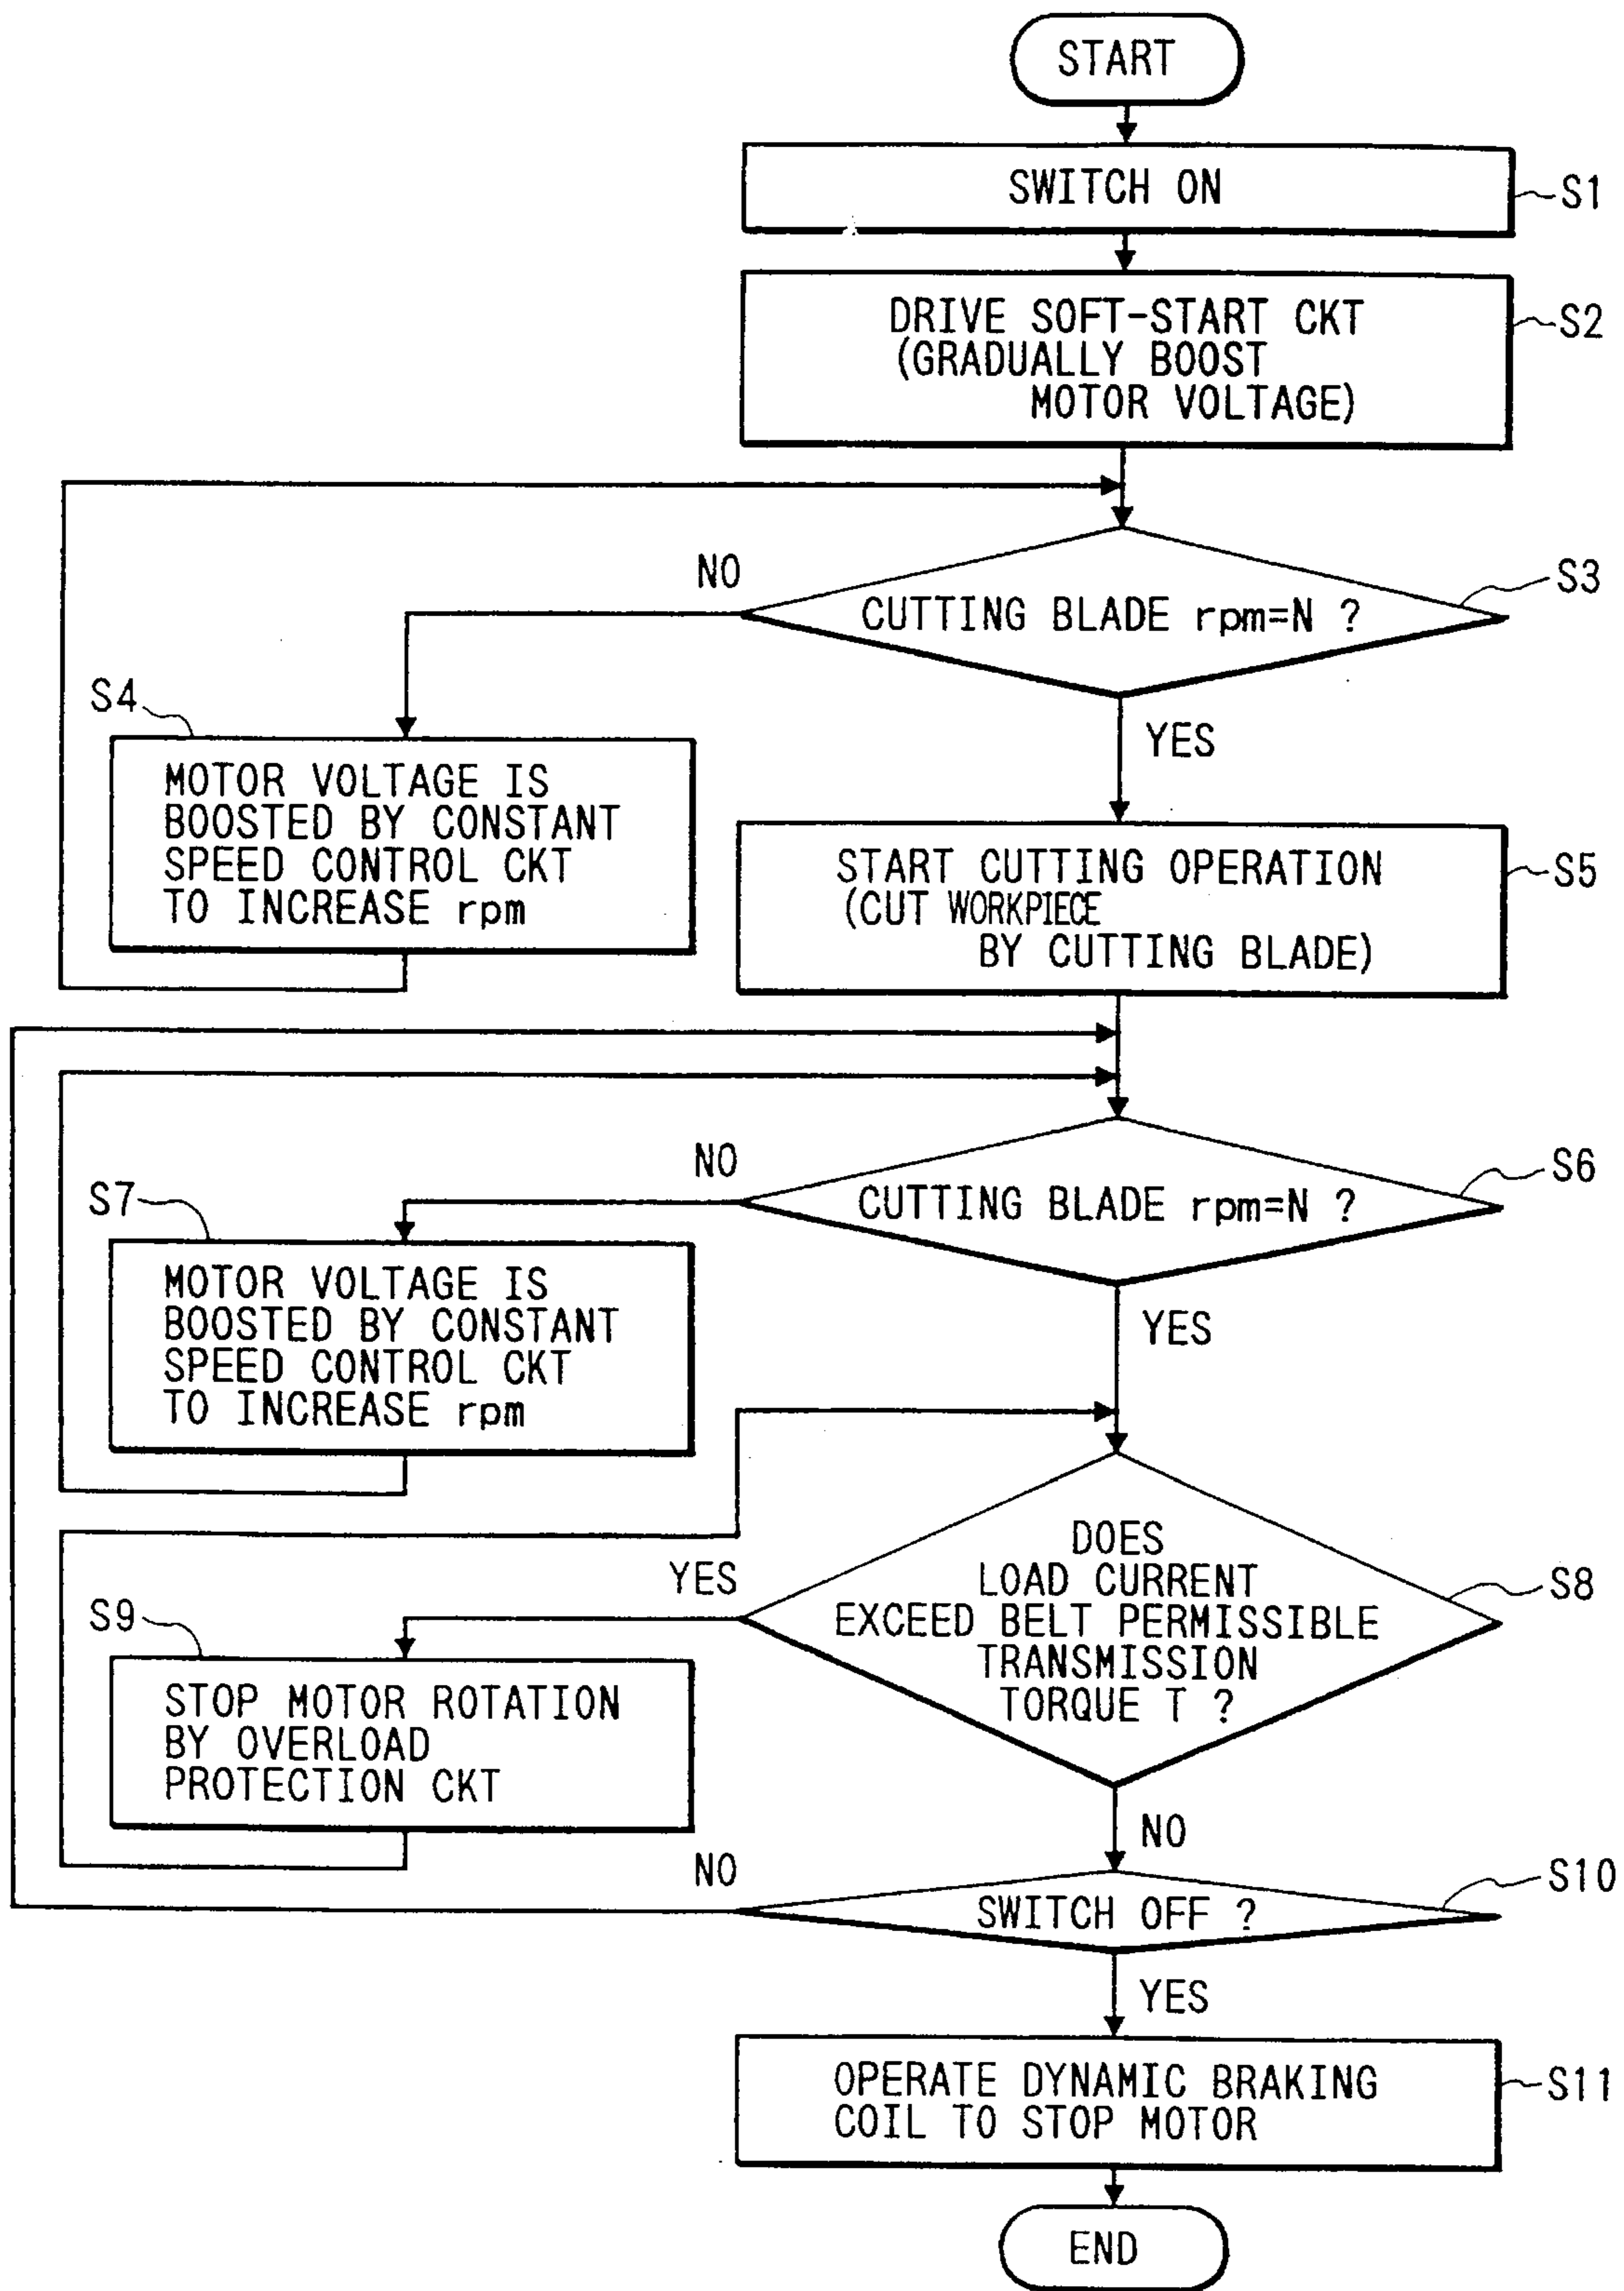 START
SWITCH ON
S1
DRIVE SOFT-START CKT
(GRADUALLY BOOST
MOTOR VOLTAGE)
S2
NO
CUTTING BLADE rpm=N ?
S3
YES
S4
MOTOR VOLTAGE IS
BOOSTED BY CONSTANT
SPEED CONTROL CKT
TO INCREASE rpm
START CUTTING OPERATION
(CUT WORKPIECE
BY CUTTING BLADE)
S5
NO
CUTTING BLADE rpm=N ?
S6
YES
S7
MOTOR VOLTAGE IS
BOOSTED BY CONSTANT
SPEED CONTROL CKT
TO INCREASE rpm
YES
DOES
LOAD CURRENT
EXCEED BELT PERMISSIBLE
TRANSMISSION
TORQUE T ?
S8
S9
STOP MOTOR ROTATION
BY OVERLOAD
PROTECTION CKT
NO
NO
SWITCH OFF ?
S10
YES
OPERATE DYNAMIC BRAKING
COIL TO STOP MOTOR
S11
END